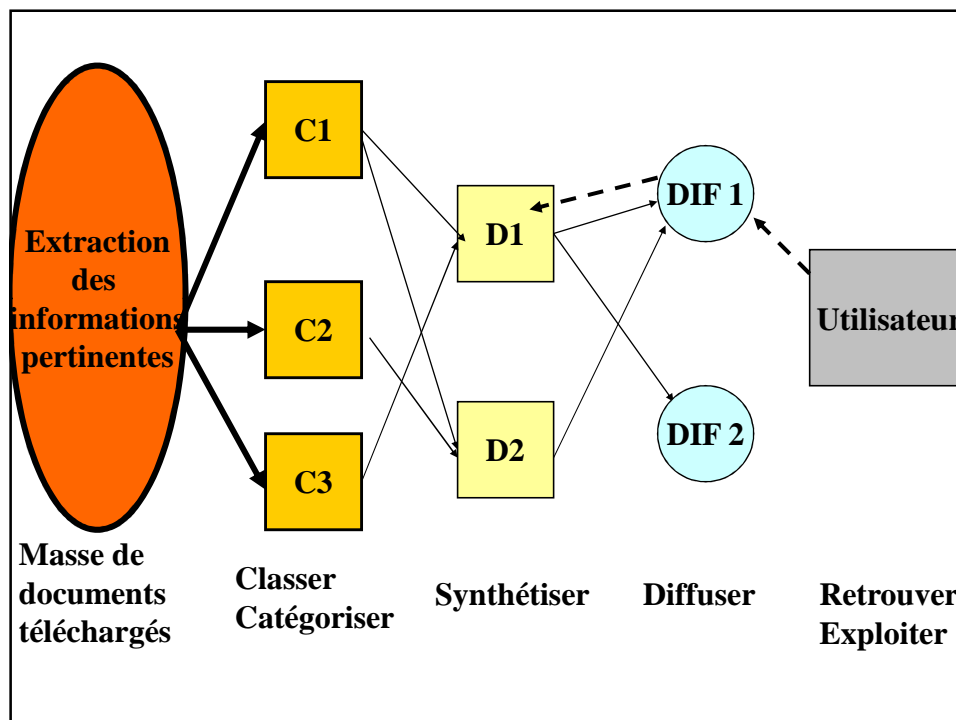 Extraction
des
informations
pertinentes
C1
C2
C3
D1
D2
DIF 1
DIF 2
Utilisateur
Masse de
documents
téléchargés
Classer
Catégoriser
Synthétiser
Diffuser
Retrouver
Exploiter